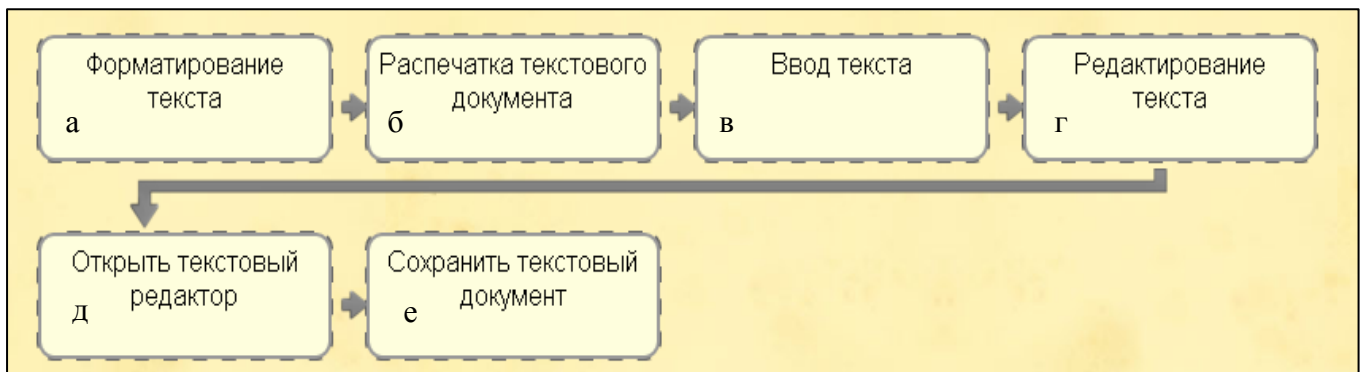 Форматирование
текста
а
Распечатка текстового
документа
б
Ввод текста
в
Редактирование
текста
г
Открыть текстовый
редактор
д
Сохранить текстовый
документ
е